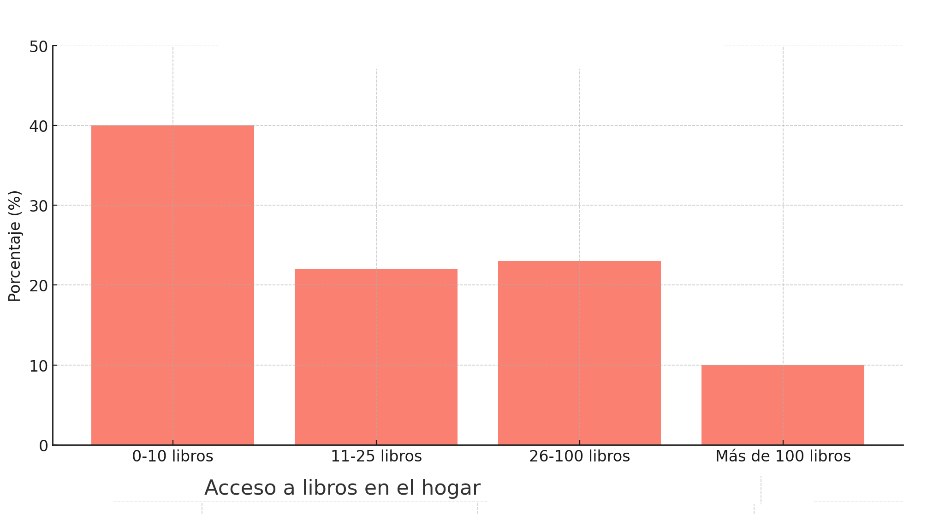 50
40
30
20
10
0
Porcentaje (%)
0-10 libros
11-25 libros
26-100 libros
Más de 100 libros
Acceso a libros en el hogar